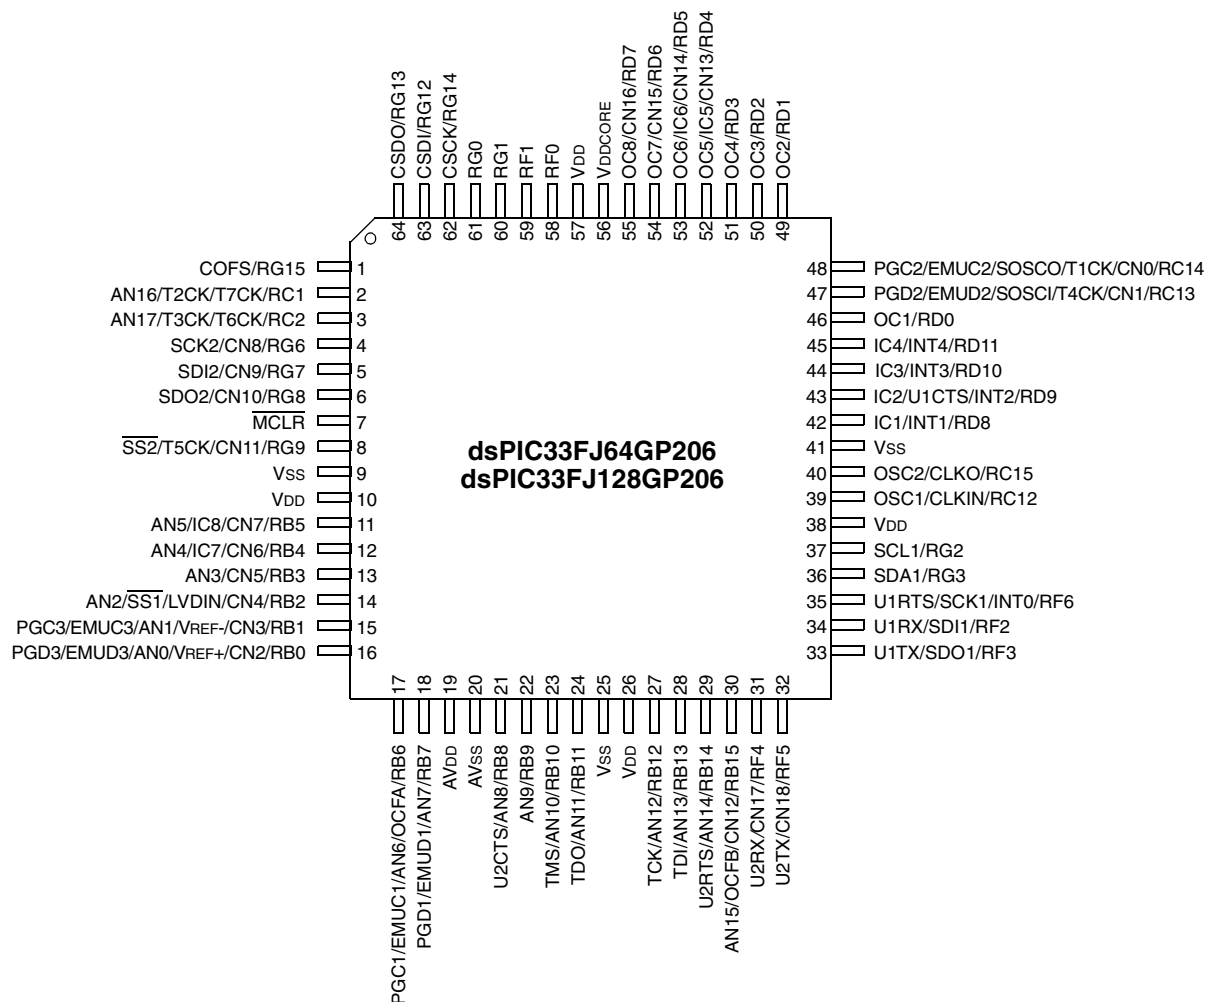 CSDO/RG13
CSDI/RG12
CSCK/RG14
RG0
RG1
RF1
RF0
VDD
VDDCORE
OC8/CN16/RD7
OC7/CN15/RD6
OC6/IC6/CN14/RD5
OC5/IC5/CN13/RD4
OC4/RD3
OC3/RD2
OC2/RD1
64
63
62
61
60
59
58
57
56
55
54
53
52
51
50
49
COFS/RG15 1
AN16/T2CK/T7CK/RC1 2
AN17/T3CK/T6CK/RC2 3
SCK2/CN8/RG6 4
SDI2/CN9/RG7 5
SDO2/CN10/RG8 6
MCLR 7
SS2/T5CK/CN11/RG9 8
VSS 9
VDD 10
AN5/IC8/CN7/RB5 11
AN4/IC7/CN6/RB4 12
AN3/CN5/RB3 13
AN2/SS1/LVDIN/CN4/RB2 14
PGC3/EMUC3/AN1/VREF-/CN3/RB1 15
PGD3/EMUD3/AN0/VREF+/CN2/RB0 16
dsPIC33FJ64GP206
dsPIC33FJ128GP206
48 PGC2/EMUC2/SOSCO/T1CK/CN0/RC14
47 PGD2/EMUD2/SOSCI/T4CK/CN1/RC13
46 OC1/RD0
45 IC4/INT4/RD11
44 IC3/INT3/RD10
43 IC2/U1CTS/INT2/RD9
42 IC1/INT1/RD8
41 VSS
40 OSC2/CLKO/RC15
39 OSC1/CLKIN/RC12
38 VDD
37 SCL1/RG2
36 SDA1/RG3
35 U1RTS/SCK1/INT0/RF6
34 U1RX/SDI1/RF2
33 U1TX/SDO1/RF3
17
18
19
20
21
22
23
24
25
26
27
28
29
30
31
32
PGC1/EMUC1/AN6/OCFA/RB6
PGD1/EMUD1/AN7/RB7
AVDD
AVSS
U2CTS/AN8/RB8
AN9/RB9
TMS/AN10/RB10
TDO/AN11/RB11
VSS
VDD
TCK/AN12/RB12
TDI/AN13/RB13
U2RTS/AN14/RB14
AN15/OCFB/CN12/RB15
U2RX/CN17/RF4
U2TX/CN18/RF5